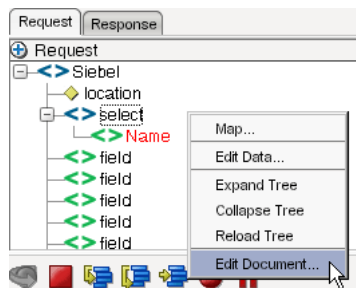 Request Response
Request
Siebel
location
select
Name
field
field
field
field
field
Map...
Edit Data...
Expand Tree
Collapse Tree
Reload Tree
Edit Document...